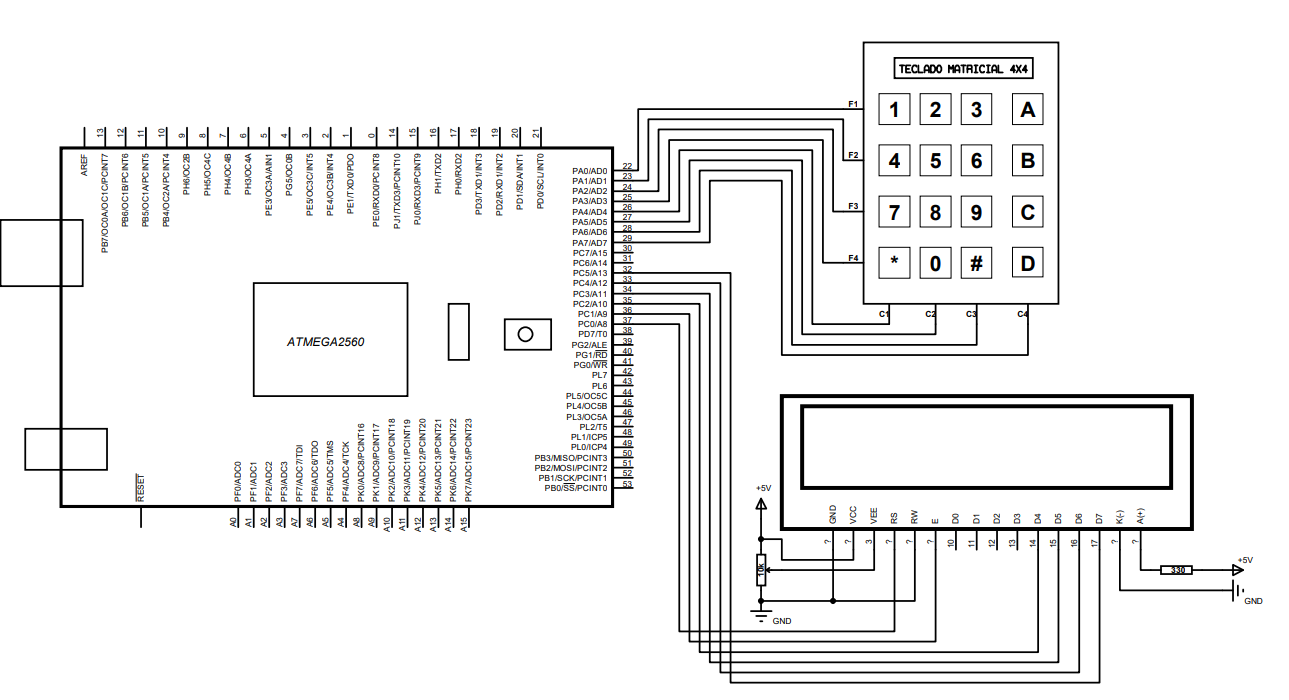 TECLADO MATRICIAL 4X4
F1
1 2 3 A
F2
4 5 6 B
F3
7 8 9 C
F4
* 0 # D
C1 C2 C3 C4
AREF
13 PB7/OC0A/OC1C/PCINT7
12 PB6/OC1B/PCINT6
11 PB5/OC1A/PCINT5
10 PB4/OC2A/PCINT4
9 PH6/OC2B
8 PH5/OC4C
7 PH4/OC4B
6 PH3/OC4A
5 PE3/OC3A/AIN1
4 PG5/OC0B
3 PE5/OC3C/INT5
2 PE4/OC3B/INT4
1 PE1/TXD0/PDO
0 PE0/RXD0/PCINT8
14 PJ1/TXD3/PCINT10
15 PJ0/RXD3/PCINT9
16 PH1/TXD2
17 PH0/RXD2
18 PD3/TXD1/INT3
19 PD2/RXD1/INT2
20 PD1/SDA/INT1
21 PD0/SCL/INT0
PA0/AD0 22
PA1/AD1 23
PA2/AD2 24
PA3/AD3 25
PA4/AD4 26
PA5/AD5 27
PA6/AD6 28
PA7/AD7 29
PC7/A15 30
PC6/A14 31
PC5/A13 32
PC4/A12 33
PC3/A11 34
PC2/A10 35
PC1/A9 36
PC0/A8 37
PD7/T0 38
PG2/ALE 39
PG1/RD 40
PG0/WR 41
PL7 42
PL6 43
PL5/OC5C 44
PL4/OC5B 45
PL3/OC5A 46
PL2/T5 47
PL1/ICP5 48
PL0/ICP4 49
PB3/MISO/PCINT3 50
PB2/MOSI/PCINT2 51
PB1/SCK/PCINT1 52
PB0/SS/PCINT0 53
ATMEGA2560
RESET
PF0/ADC0 A0
PF1/ADC1 A1
PF2/ADC2 A2
PF3/ADC3 A3
PF7/ADC7/TDI A7
PF6/ADC6/TDO A6
PF5/ADC5/TMS A5
PF4/ADC4/TCK A4
PK0/ADC8/PCINT16 A8
PK1/ADC9/PCINT17 A9
PK2/ADC10/PCINT18 A10
PK3/ADC11/PCINT19 A11
PK4/ADC12/PCINT20 A12
PK5/ADC13/PCINT21 A13
PK6/ADC14/PCINT22 A14
PK7/ADC15/PCINT23 A15
+5V
10k
GND
GND ?
VCC ?
VEE 3
RS ?
RW ?
E ?
D0 10
D1 11
D2 12
D3 13
D4 14
D5 15
D6 16
D7 17
K(-) ?
A(+) ?
330
+5V
GND